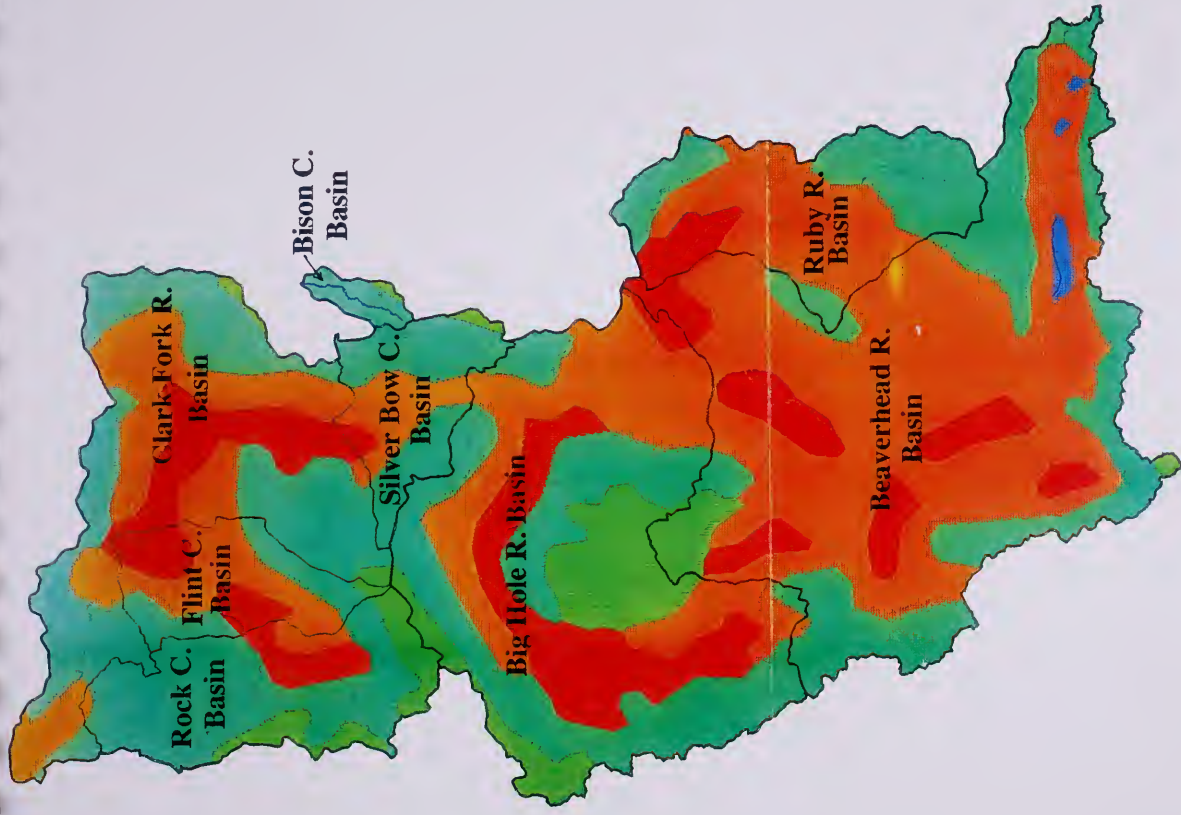 Bison C.
Basin
Clark Fork R.
Basin
Silver Bow C.
Basin
Flint C.
Basin
Rock C.
Basin
Big Hole R. Basin
Ruby R.
Basin
Beaverhead R.
Basin